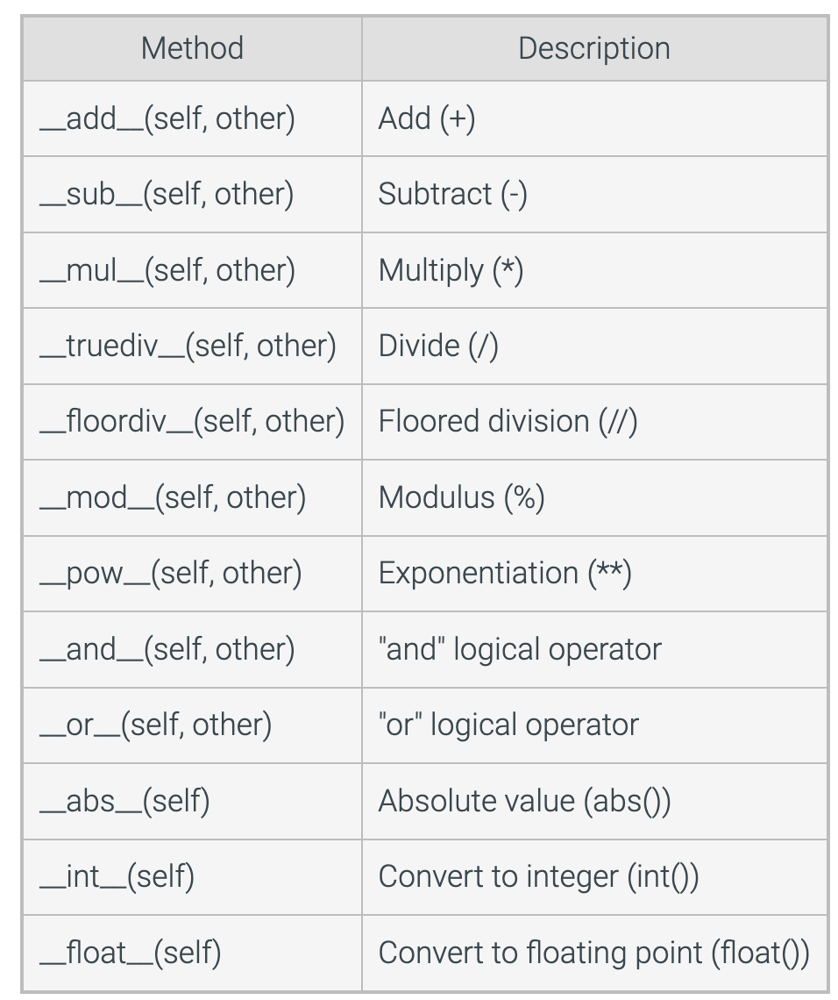 Method Description
__add__(self, other) Add (+)
__sub__(self, other) Subtract (-)
__mul__(self, other) Multiply (*)
__truediv__(self, other) Divide (/)
__floordiv__(self, other) Floored division (//)
__mod__(self, other) Modulus (%)
__pow__(self, other) Exponentiation (**)
__and__(self, other) "and" logical operator
__or__(self, other) "or" logical operator
__abs__(self) Absolute value (abs())
__int__(self) Convert to integer (int())
__float__(self) Convert to floating point (float())